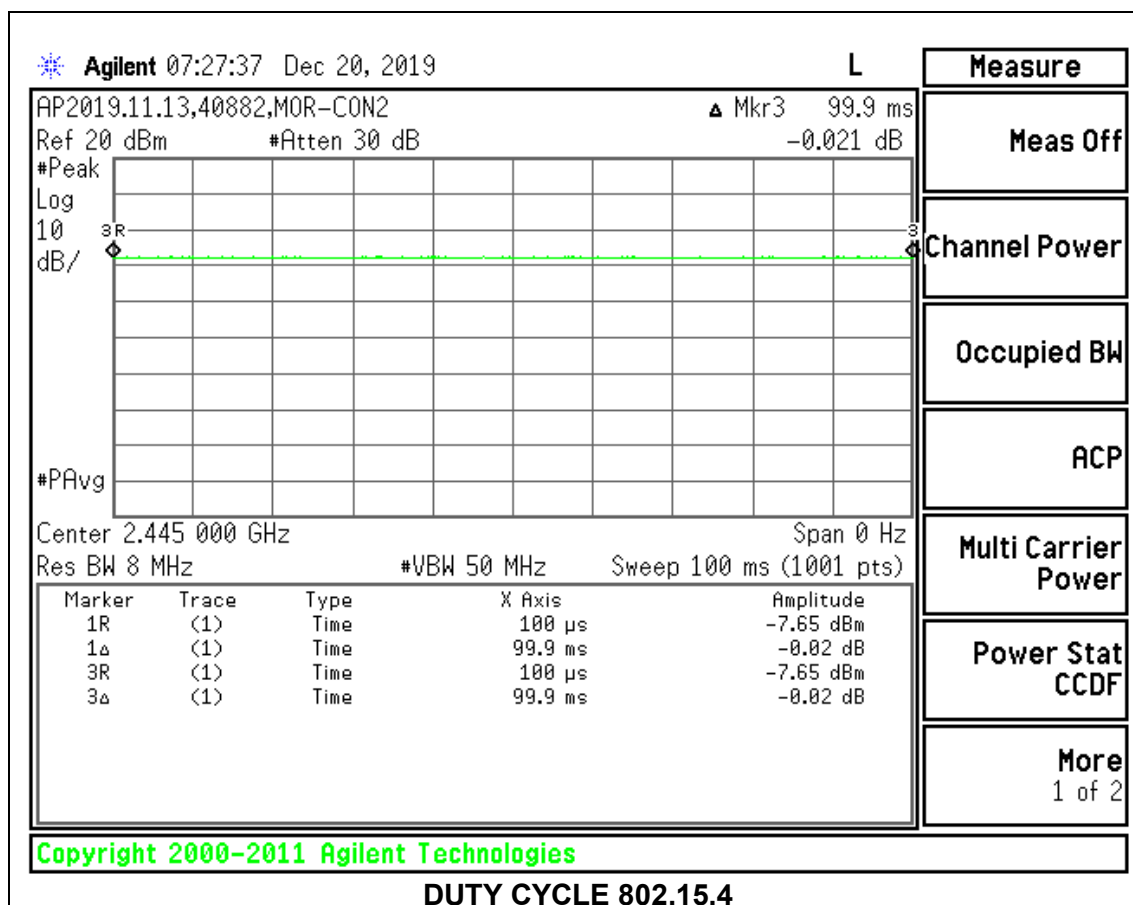 Agilent 07:27:37 Dec 20, 2019 L
AP2019.11.13,40882,MOR-CON2 Δ Mkr3 99.9 ms
Ref 20 dBm #Atten 30 dB -0.021 dB
#Peak
Log
10
dB/
3R
3
#PAvg
Center 2.445 000 GHz Span 0 Hz
Res BW 8 MHz #VBW 50 MHz Sweep 100 ms (1001 pts)
Marker Trace Type X Axis Amplitude
1R (1) Time 100 µs -7.65 dBm
1Δ (1) Time 99.9 ms -0.02 dB
3R (1) Time 100 µs -7.65 dBm
3Δ (1) Time 99.9 ms -0.02 dB
Measure
Meas Off
Channel Power
Occupied BW
ACP
Multi Carrier
Power
Power Stat
CCDF
More
1 of 2
Copyright 2000-2011 Agilent Technologies
DUTY CYCLE 802.15.4